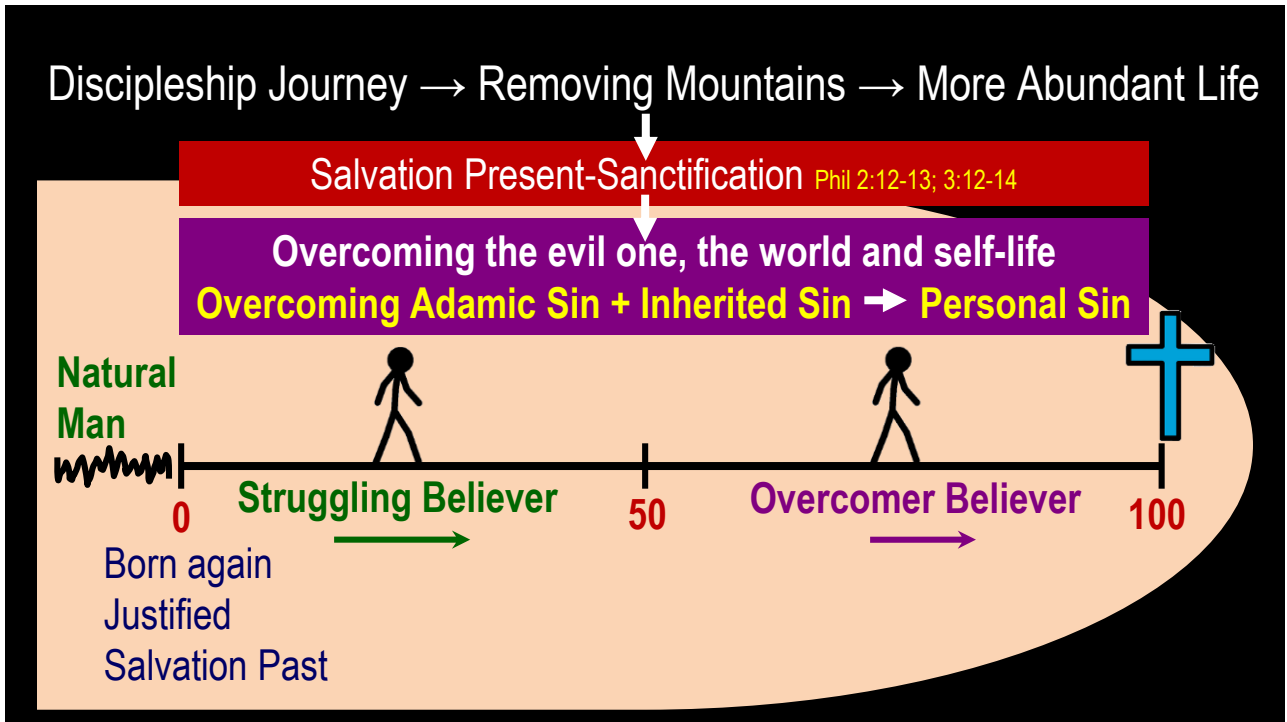 Discipleship Journey → Removing Mountains → More Abundant Life
Salvation Present-Sanctification Phil 2:12-13; 3:12-14
Overcoming the evil one, the world and self-life
Overcoming Adamic Sin + Inherited Sin → Personal Sin
Natural
Man
Struggling Believer
Overcomer Believer
0
50
100
Born again
Justified
Salvation Past